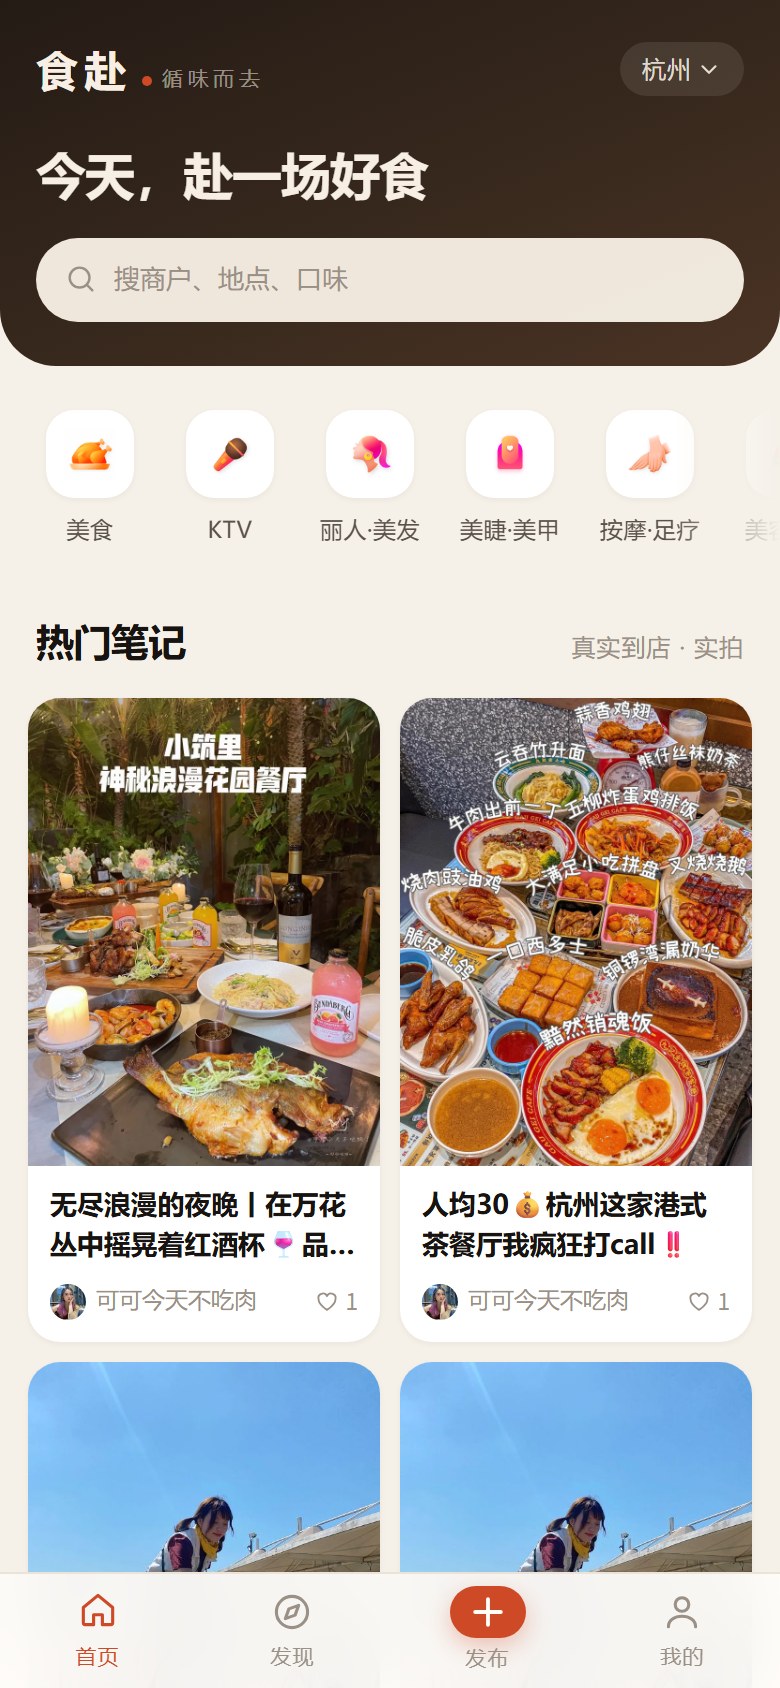 食赴
循味而去
杭州
今天，赴一场好食
搜商户、地点、口味
美食
KTV
丽人·美发
美睫·美甲
按摩·足疗
热门笔记
真实到店 · 实拍
小筑里
神秘浪漫花园餐厅
蒜香鸡翅
云吞竹升面
熊仔丝袜奶茶
牛肉出前一丁
五柳炸蛋鸡排饭
大满足小吃拼盘
叉烧烧鹅
烧肉豉油鸡
脆皮乳鸽
一口西多士
铜锣湾漏奶华
黯然销魂饭
BUNDABERG
无尽浪漫的夜晚丨在万花
丛中摇晃着红酒杯🍷品...
可可今天不吃肉
1
人均30💰杭州这家港式
茶餐厅我疯狂打call‼️
可可今天不吃肉
1
首页
发现
发布
我的